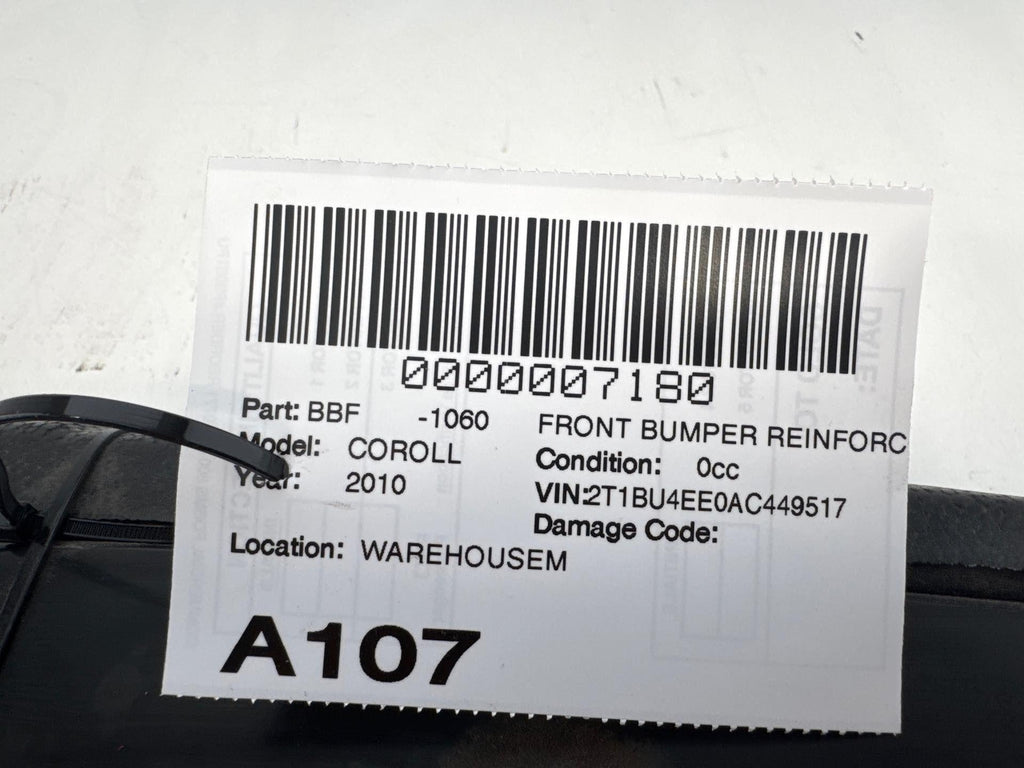 0000007180
Part: BBF -1060 FRONT BUMPER REINFORC
Model: COROLL Condition: 0cc
Year: 2010 VIN:2T1BU4EE0AC449517
Damage Code:
Location: WAREHOUSEM
A107
DATE: